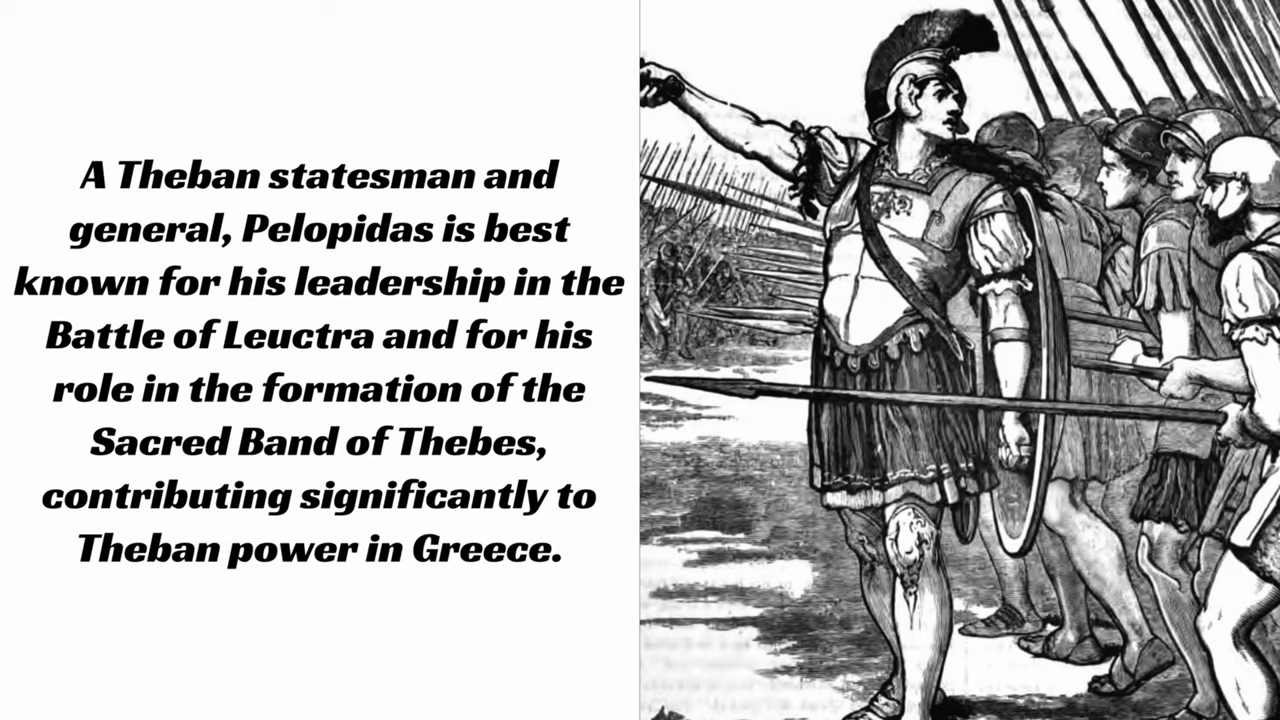 A Theban statesman and
general, Pelopidas is best
known for his leadership in the
Battle of Leuctra and for his
role in the formation of the
Sacred Band of Thebes,
contributing significantly to
Theban power in Greece.